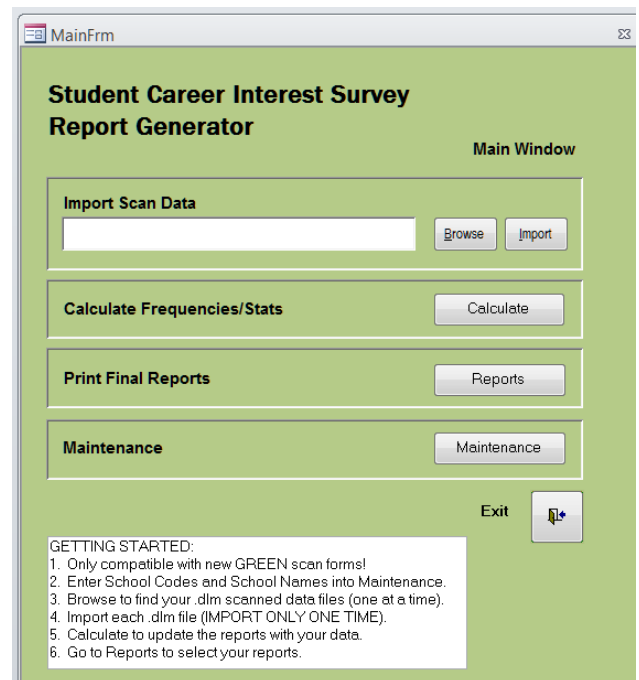 MainFrm
Student Career Interest Survey
Report Generator
Main Window
Import Scan Data
Browse Import
Calculate Frequencies/Stats Calculate
Print Final Reports Reports
Maintenance Maintenance
Exit
GETTING STARTED:
1. Only compatible with new GREEN scan forms!
2. Enter School Codes and School Names into Maintenance.
3. Browse to find your .dlm scanned data files (one at a time).
4. Import each .dlm file (IMPORT ONLY ONE TIME).
5. Calculate to update the reports with your data.
6. Go to Reports to select your reports.